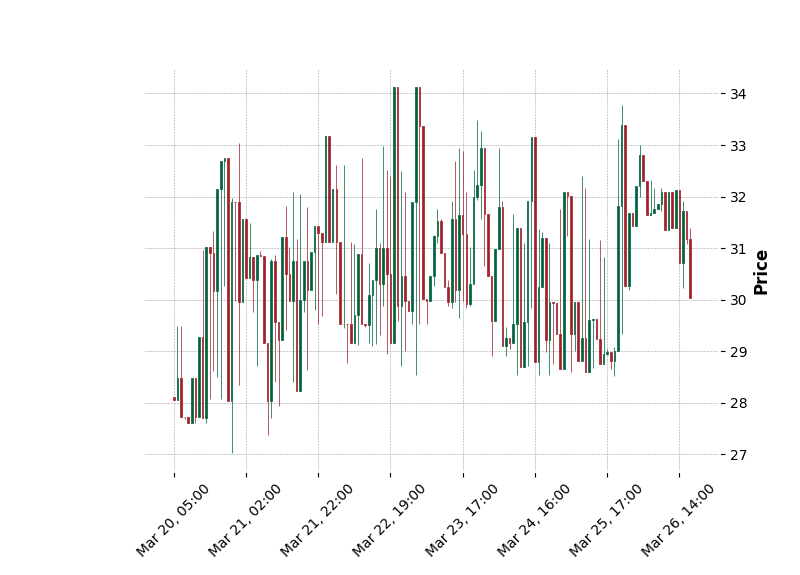 34
33
32
31
30
29
28
27
Price
Mar 20, 05:00
Mar 21, 02:00
Mar 21, 22:00
Mar 22, 19:00
Mar 23, 17:00
Mar 24, 16:00
Mar 25, 17:00
Mar 26, 14:00